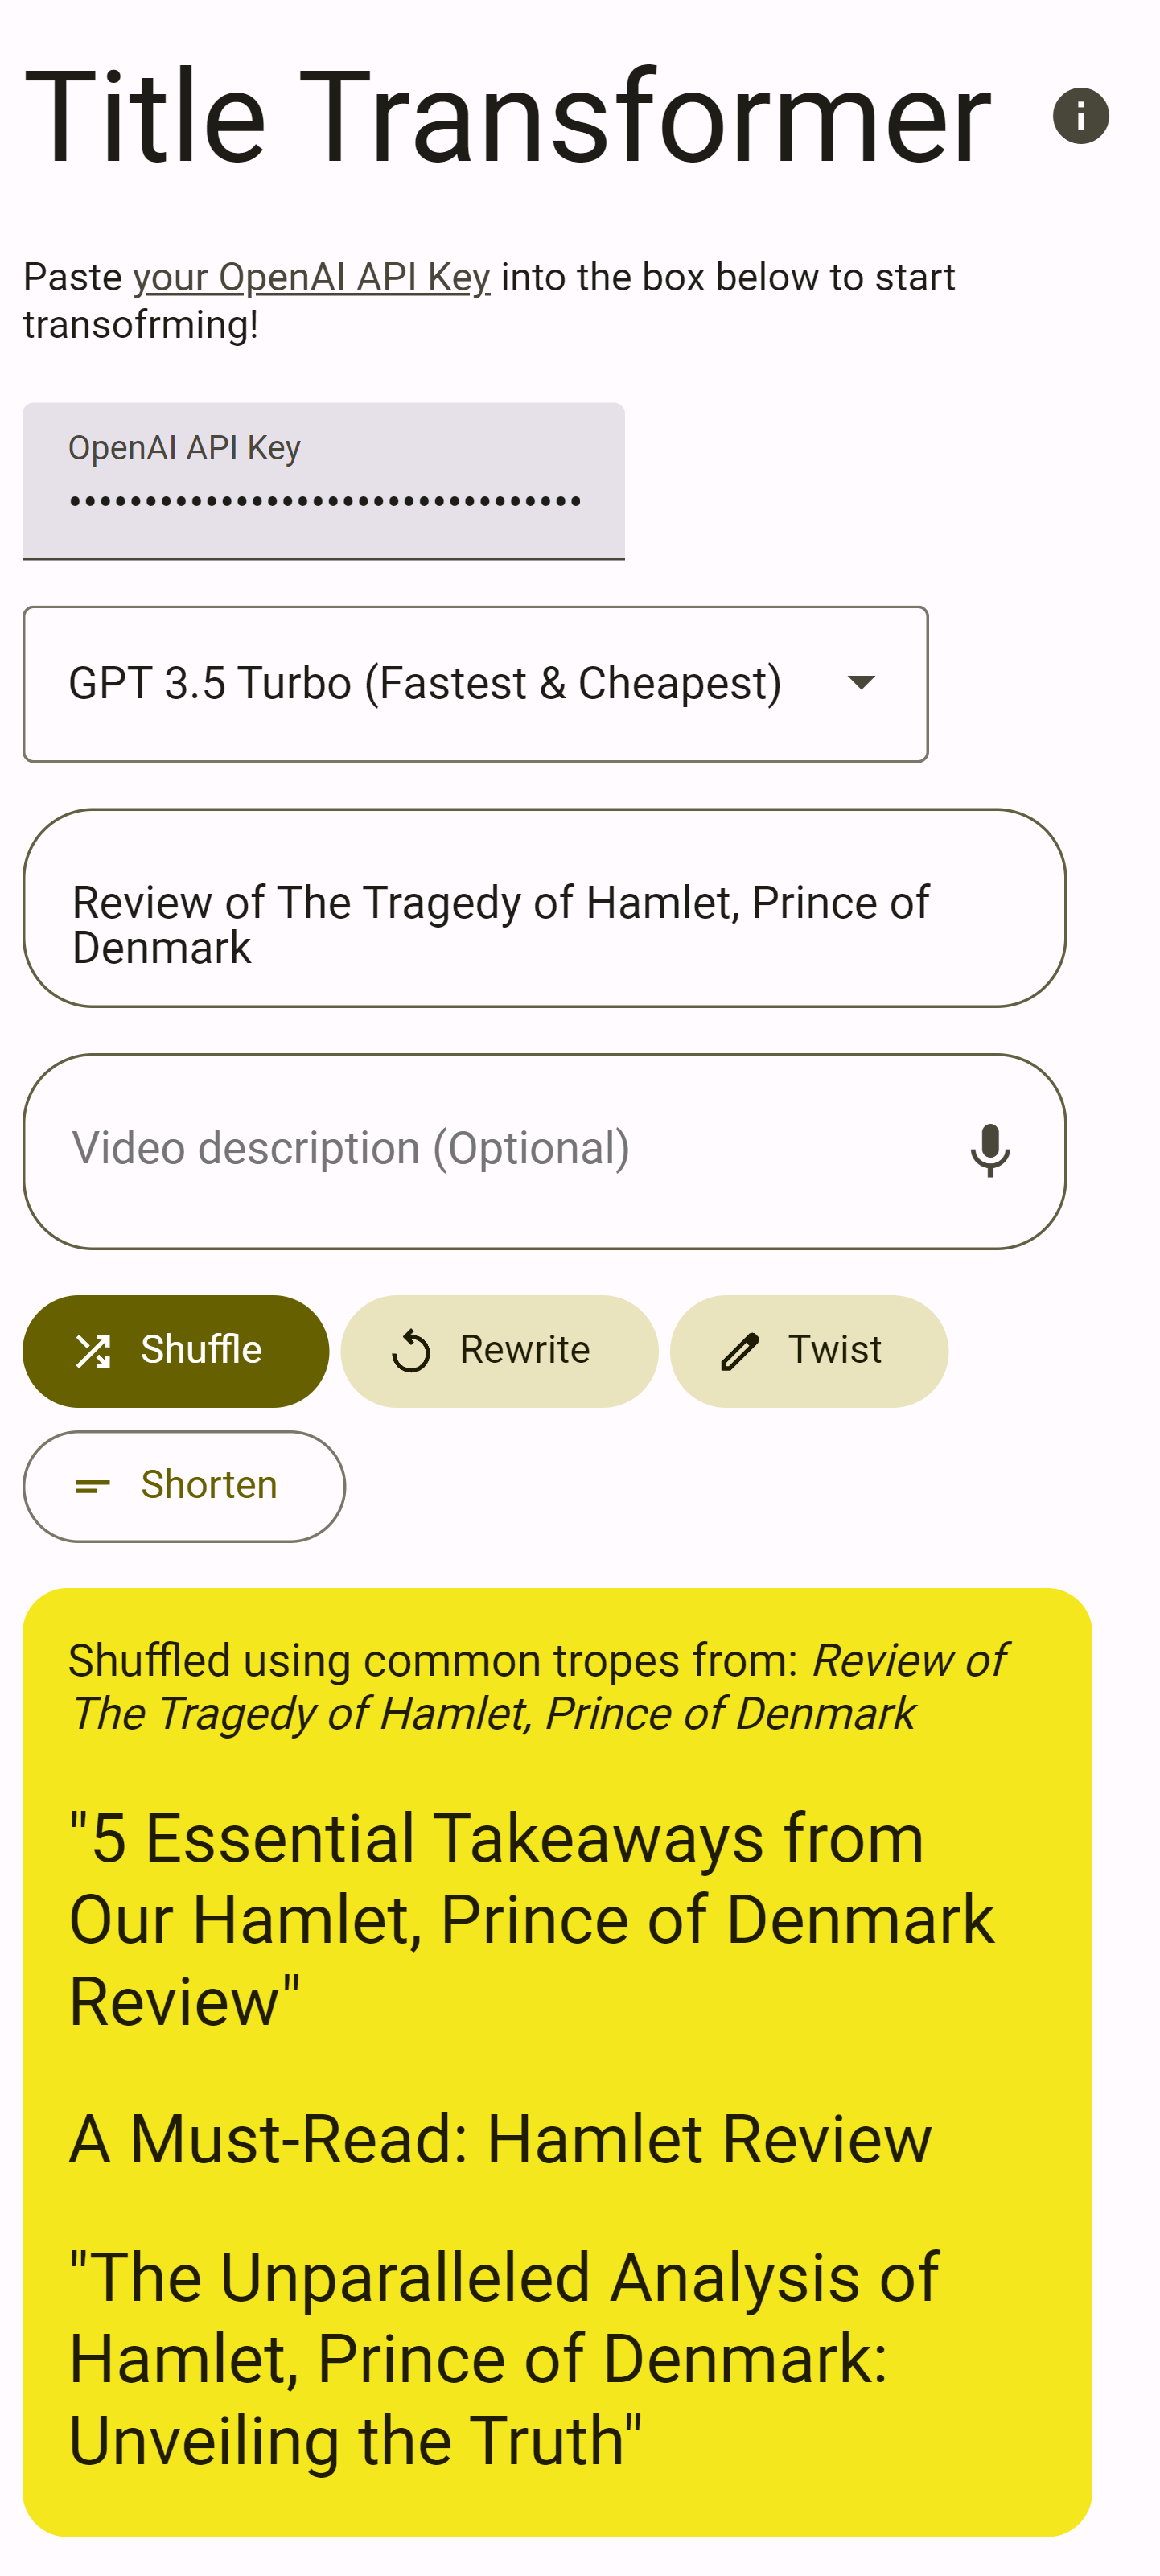 Title Transformer
Paste your OpenAI API Key into the box below to start
transofrming!
OpenAI API Key
••••••••••••••••••••••••••••••••••
GPT 3.5 Turbo (Fastest & Cheapest)
Review of The Tragedy of Hamlet, Prince of
Denmark
Video description (Optional)
Shuffle Rewrite Twist
Shorten
Shuffled using common tropes from: Review of
The Tragedy of Hamlet, Prince of Denmark
"5 Essential Takeaways from
Our Hamlet, Prince of Denmark
Review"
A Must-Read: Hamlet Review
"The Unparalleled Analysis of
Hamlet, Prince of Denmark:
Unveiling the Truth"